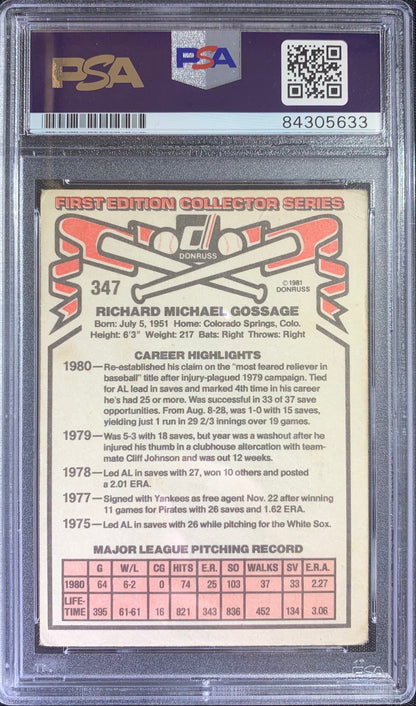 PSA
PSA
84305633
FIRST EDITION COLLECTOR SERIES
DONRUSS
347
©1981
DONRUSS
RICHARD MICHAEL GOSSAGE
Born: July 5, 1951 Home: Colorado Springs, Colo.
Height: 6'3" Weight: 217 Bats: Right Throws: Right
CAREER HIGHLIGHTS
1980—Re-established his claim on the "most feared reliever in
baseball" title after injury-plagued 1979 campaign. Tied
for AL lead in saves and marked 4th time in his career
he's had 25 or more. Was successful in 33 of 37 save
opportunities. From Aug. 8-28, was 1-0 with 15 saves,
yielding just 1 run in 29 2/3 innings over 19 games.
1979—Was 5-3 with 18 saves, but year was a washout after he
injured his thumb in a clubhouse altercation with team-
mate Cliff Johnson and was out 12 weeks.
1978—Led AL in saves with 27, won 10 others and posted
a 2.01 ERA.
1977—Signed with Yankees as free agent Nov. 22 after winning
11 games for Pirates with 26 saves and 1.62 ERA.
1975—Led AL in saves with 26 while pitching for the White Sox.
MAJOR LEAGUE PITCHING RECORD
G W/L CG HITS E.R. SO WALKS SV E.R.A.
1980 64 6-2 0 74 25 103 37 33 2.27
LIFE-
TIME 395 61-61 16 821 343 836 452 134 3.06
PSA